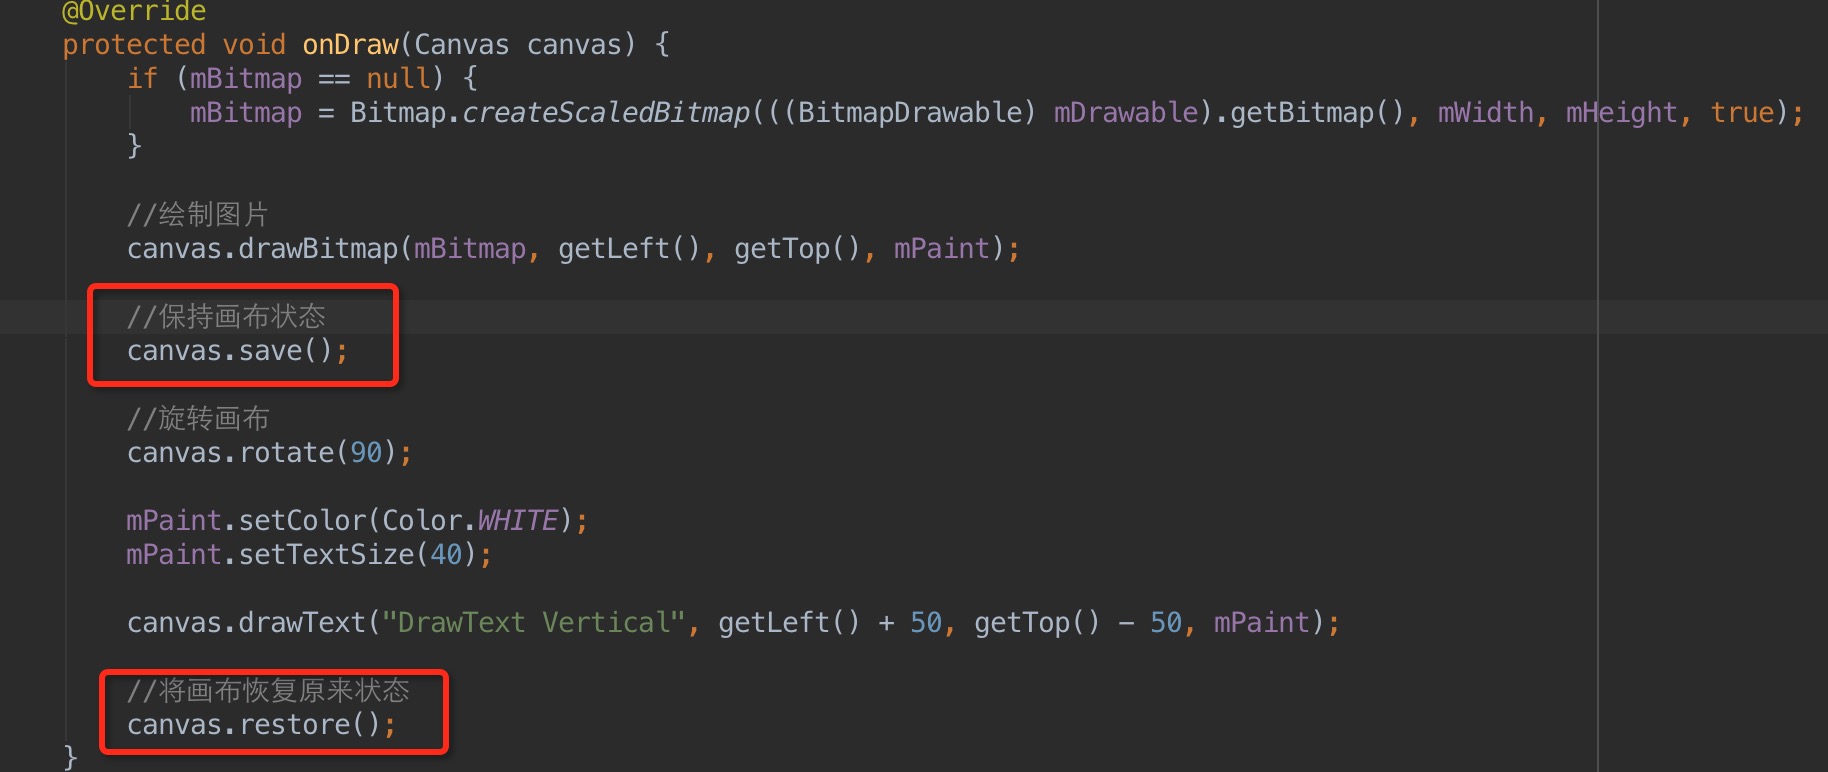 @Override
protected void onDraw(Canvas canvas) {
if (mBitmap == null) {
mBitmap = Bitmap.createScaledBitmap(((BitmapDrawable) mDrawable).getBitmap(), mWidth, mHeight, true);
}
//绘制图片
canvas.drawBitmap(mBitmap, getLeft(), getTop(), mPaint);
//保持画布状态
canvas.save();
//旋转画布
canvas.rotate(90);
mPaint.setColor(Color.WHITE);
mPaint.setTextSize(40);
canvas.drawText("DrawText Vertical", getLeft() + 50, getTop() - 50, mPaint);
//将画布恢复原来状态
canvas.restore();
}